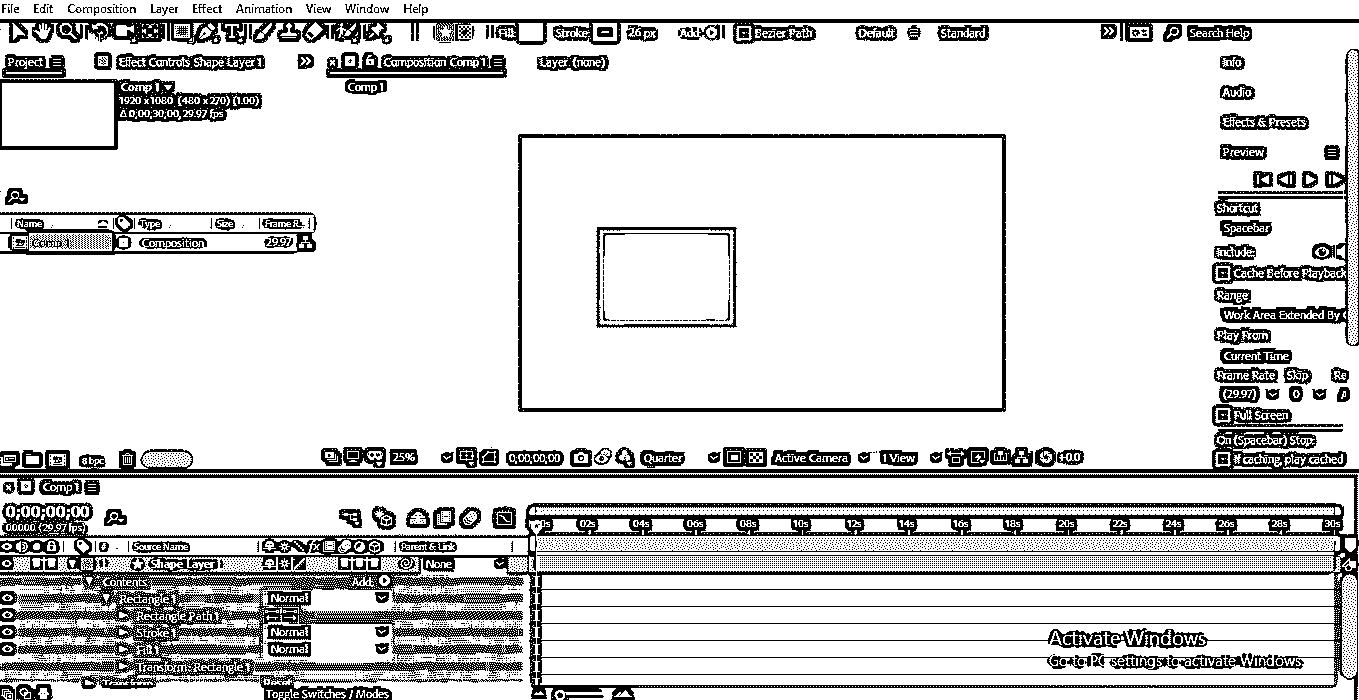 File Edit Composition Layer Effect Animation View Window Help
Fill Stroke 26 px Add: Bezier Path Default Standard Search Help
Project Effect Controls Shape Layer 1 Composition Comp 1 Layer (none)
Comp 1
1920 x 1080 (480 x 270) (1.00)
Δ 0;00;30;00, 29.97 fps
Comp 1
Name Type Size Frame R..
Comp 1 Composition 29.97
Info
Audio
Effects & Presets
Preview
Shortcut
Spacebar
Include:
Cache Before Playback
Range
Work Area Extended By
Play From
Current Time
Frame Rate Skip Re
(29.97) 0
Full Screen
On (Spacebar) Stop:
If caching, play cached
8 bpc 25% 0;00;00;00 Quarter Active Camera 1 View +0.0
Comp 1
0;00;00;00
00000 (29.97 fps)
02s 04s 06s 08s 10s 12s 14s 16s 18s 20s 22s 24s 26s 28s 30s
# Source Name Parent & Link
1 Shape Layer 1 None
Contents Add:
Rectangle 1 Normal
Rectangle Path 1
Stroke 1 Normal
Fill 1 Normal
Transform: Rectangle 1
Toggle Switches / Modes
Activate Windows
Go to PC settings to activate Windows